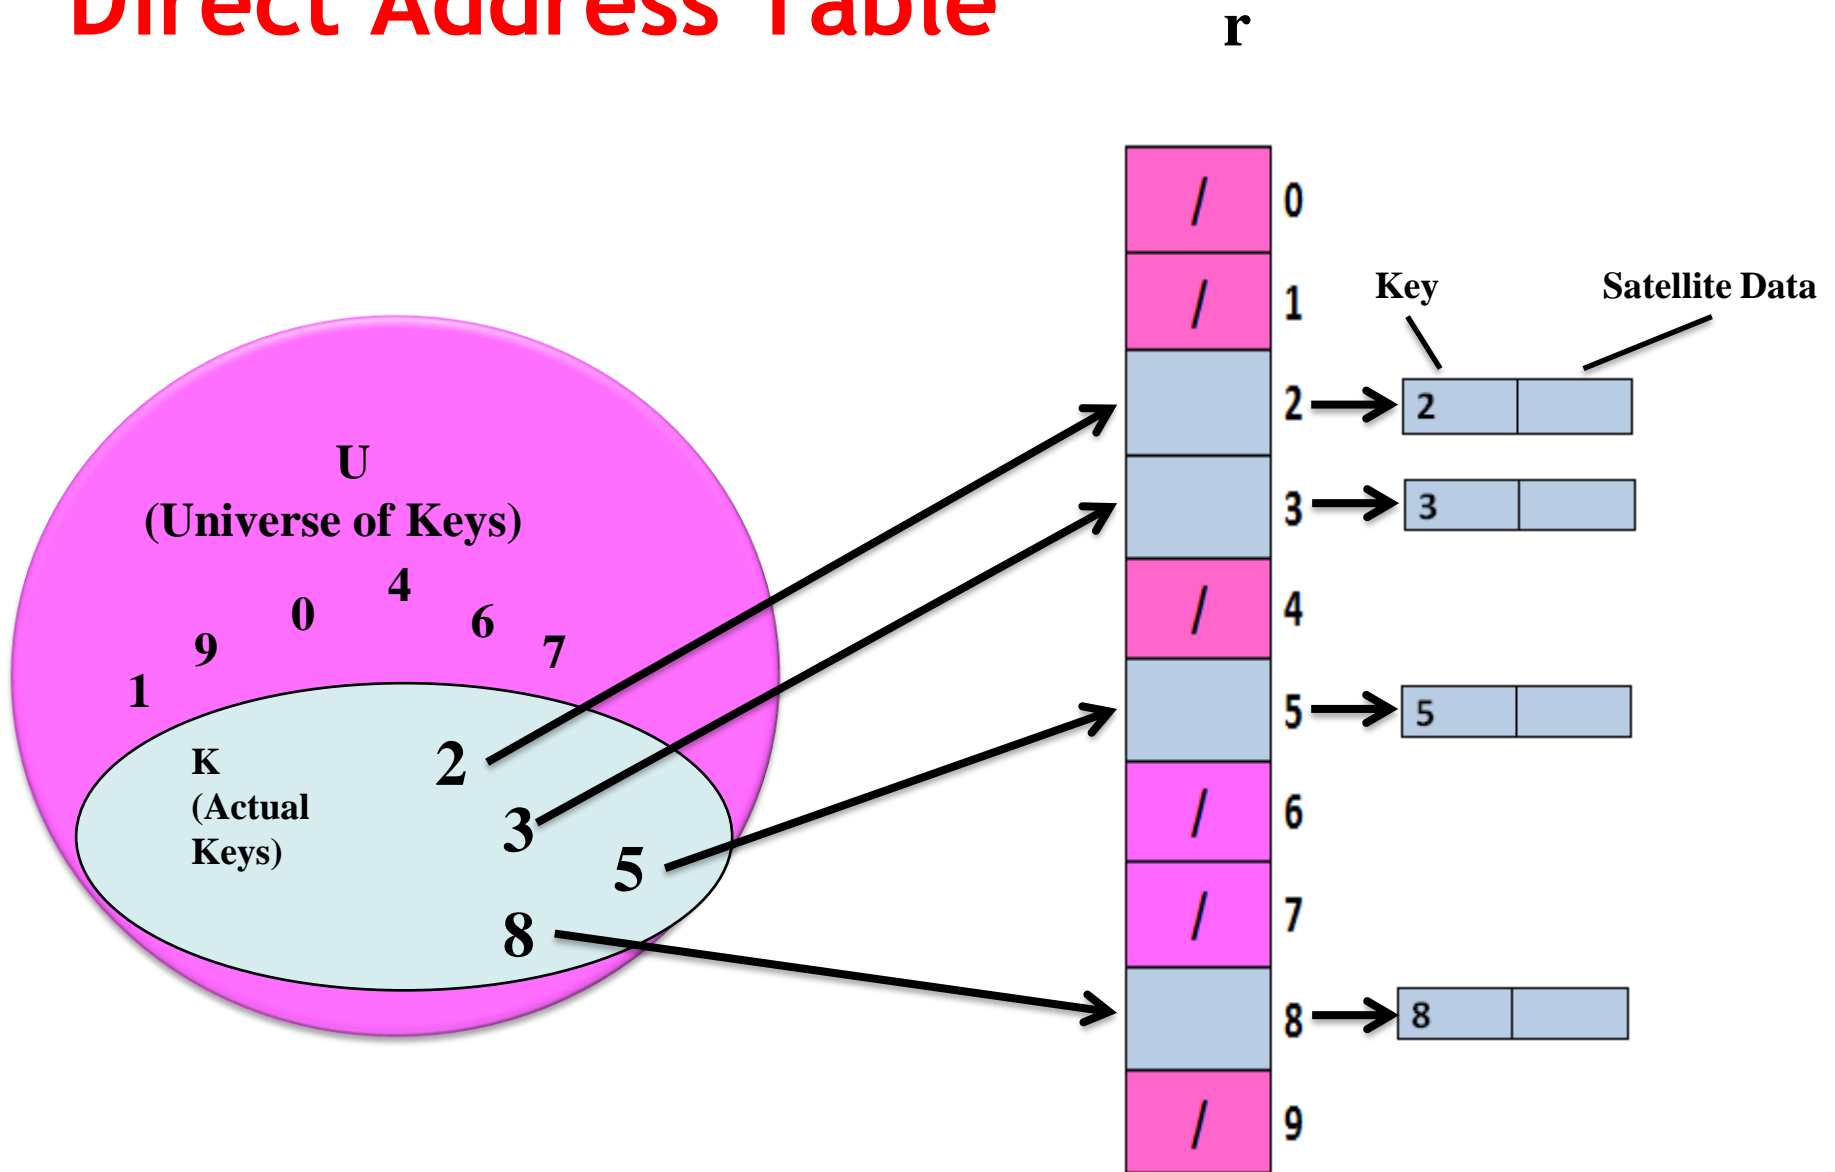 Direct Address Table
r
U
(Universe of Keys)
4
0
6
9
7
1
K
(Actual
Keys)
2
3
5
8
/ 0
/ 1
2
3
/ 4
5
/ 6
/ 7
8
/ 9
Key
Satellite Data
2
3
5
8